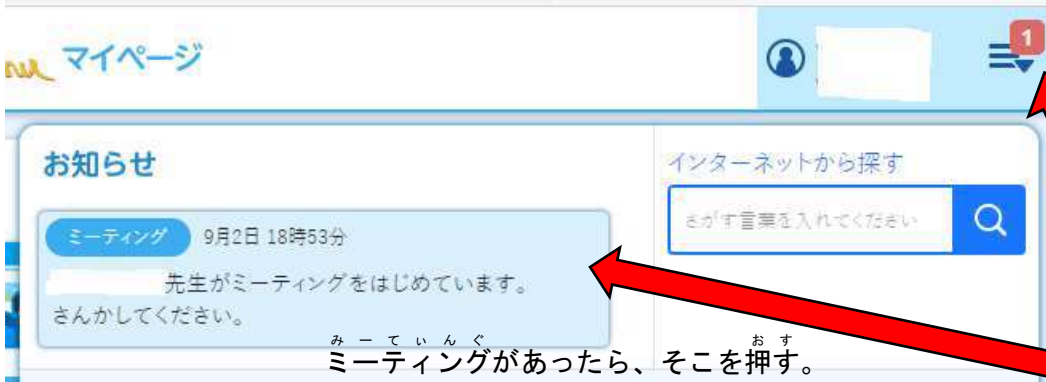 マイページ
1
お知らせ
インターネットから探す
さがす言葉を入れてください
ミーティング 9月2日 18時53分
先生がミーティングをはじめています。
さんかしてください。
みーてぃんぐ おす
ミーティングがあったら、そこを押す。